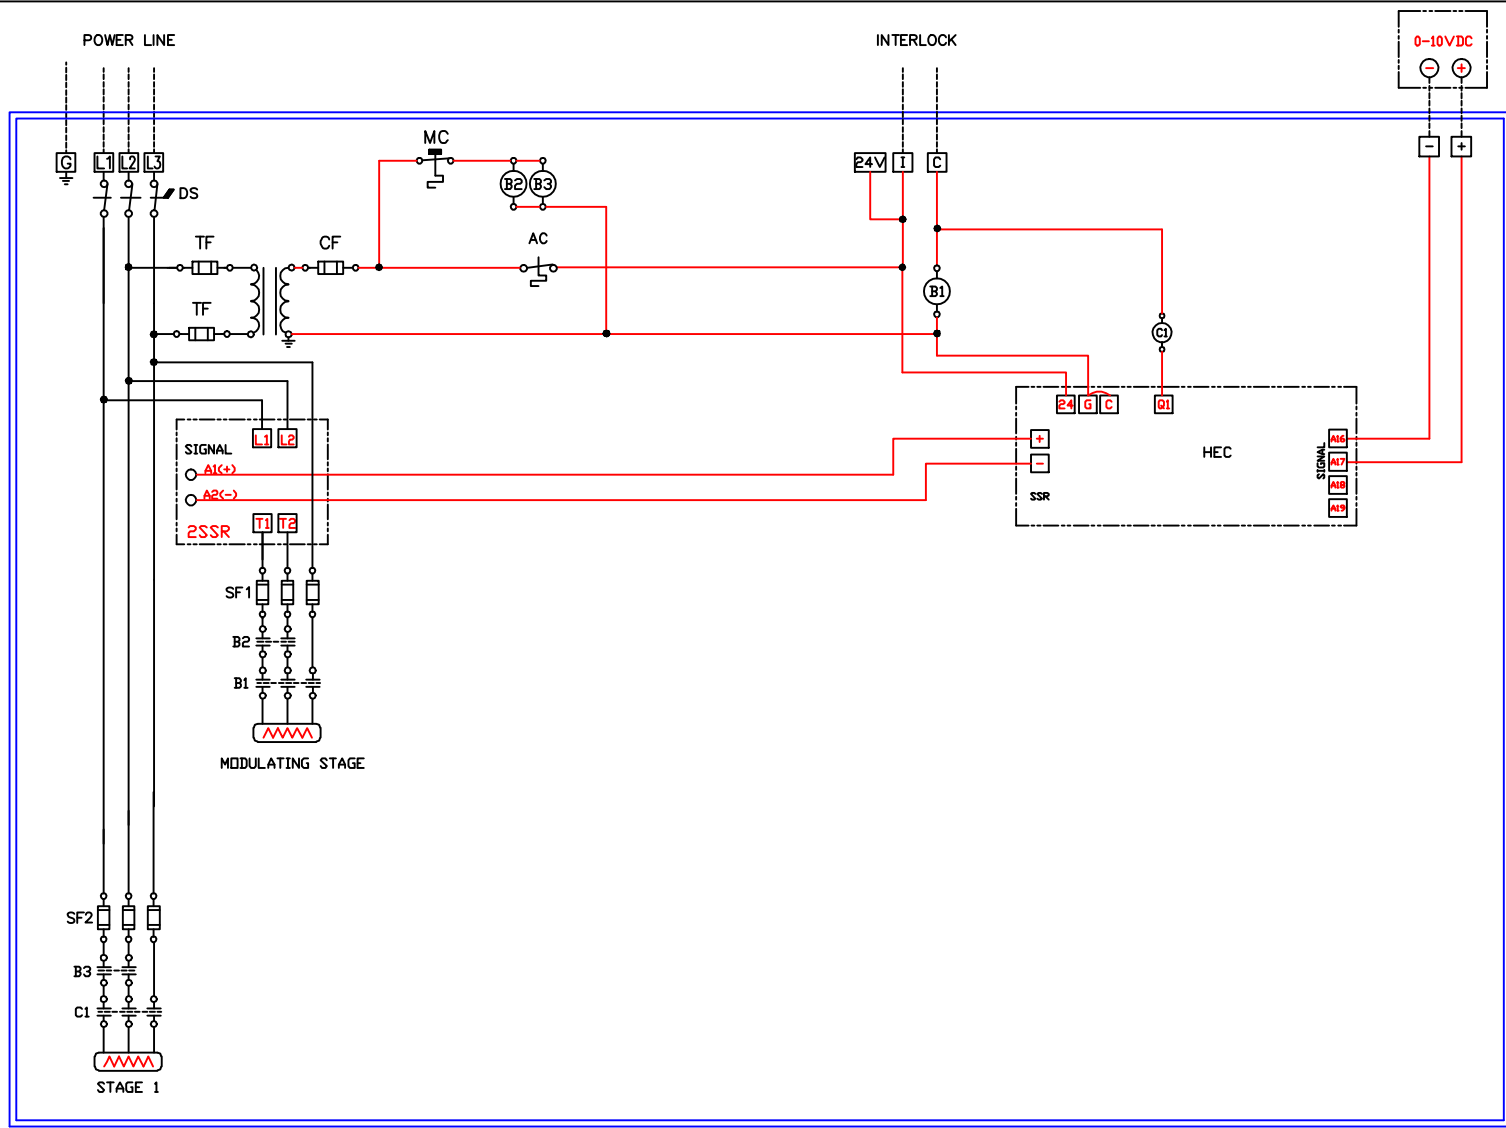 POWER LINE
INTERLOCK
0-10VDC
- +
MC
G L1 L2 L3
24V I C
- +
B2 B3
DS
TF CF AC
B1
TF
C1
24 G C Q1
L1 L2
SIGNAL
+
A16
HEC
A1(+)
-
A17
SIGNAL
A18
A2(-)
SSR
A19
T1 T2
2SSR
SF1
B2
B1
MODULATING STAGE
SF2
B3
C1
STAGE 1